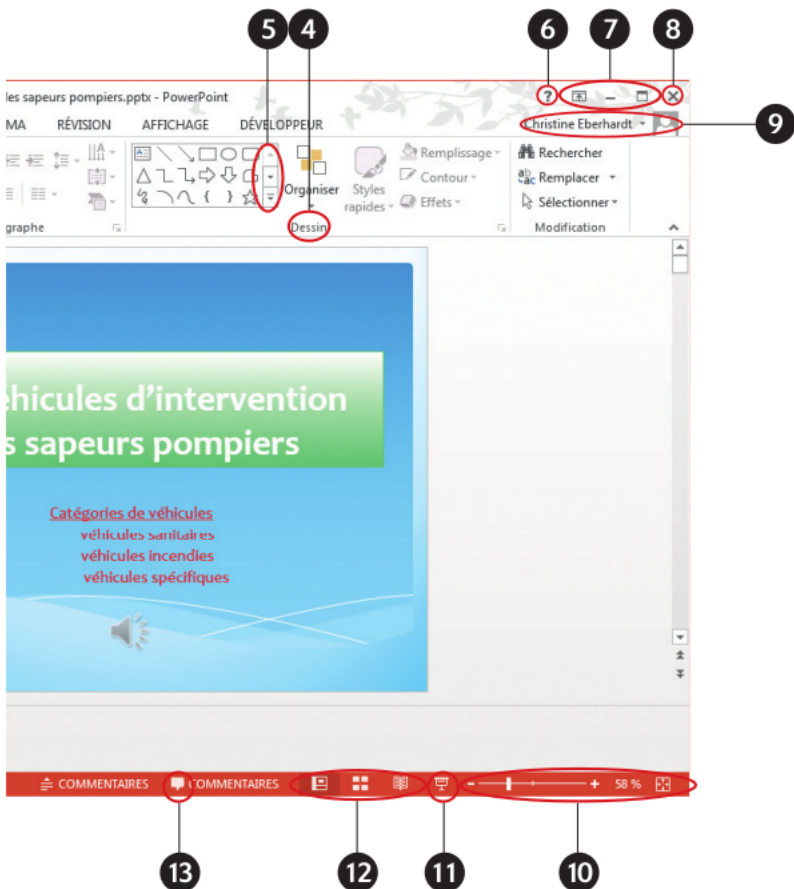 5 4 6 7 8
les sapeurs pompiers.pptx - PowerPoint ?
MA RÉVISION AFFICHAGE DÉVELOPPEUR Christine Eberhardt
9
Organiser
Styles rapides
Remplissage
Contour
Effets
Rechercher
Remplacer
Sélectionner
graphe Dessin Modification
éhicules d'intervention
s sapeurs pompiers
Catégories de véhicules
véhicules sanitaires
véhicules incendies
véhicules spécifiques
COMMENTAIRES COMMENTAIRES - + 58 %
13 12 11 10